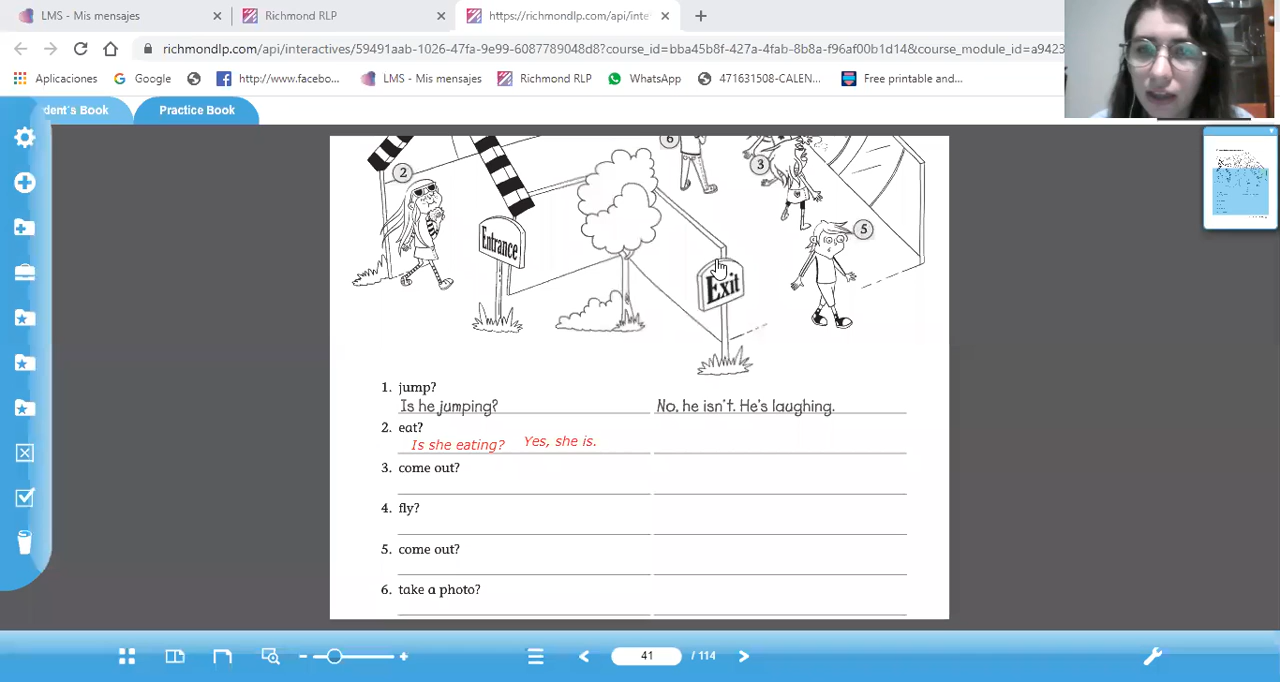 LMS - Mis mensajes
Richmond RLP
https://richmondlp.com/api/inte
richmondlp.com/api/interactives/59491aab-1026-47fa-9e99-6087789048d8?course_id=bba45b8f-427a-4fab-8b8a-f96af00b1d14&course_module_id=a9423
Aplicaciones
Google
http://www.facebo...
LMS - Mis mensajes
Richmond RLP
WhatsApp
471631508-CALEN...
Free printable and...
dent's Book
Practice Book
6
3
2
5
Entrance
Exit
1. jump?
Is he jumping? No, he isn't. He's laughing.
2. eat?
Is she eating? Yes, she is.
3. come out?
4. fly?
5. come out?
6. take a photo?
41 / 114